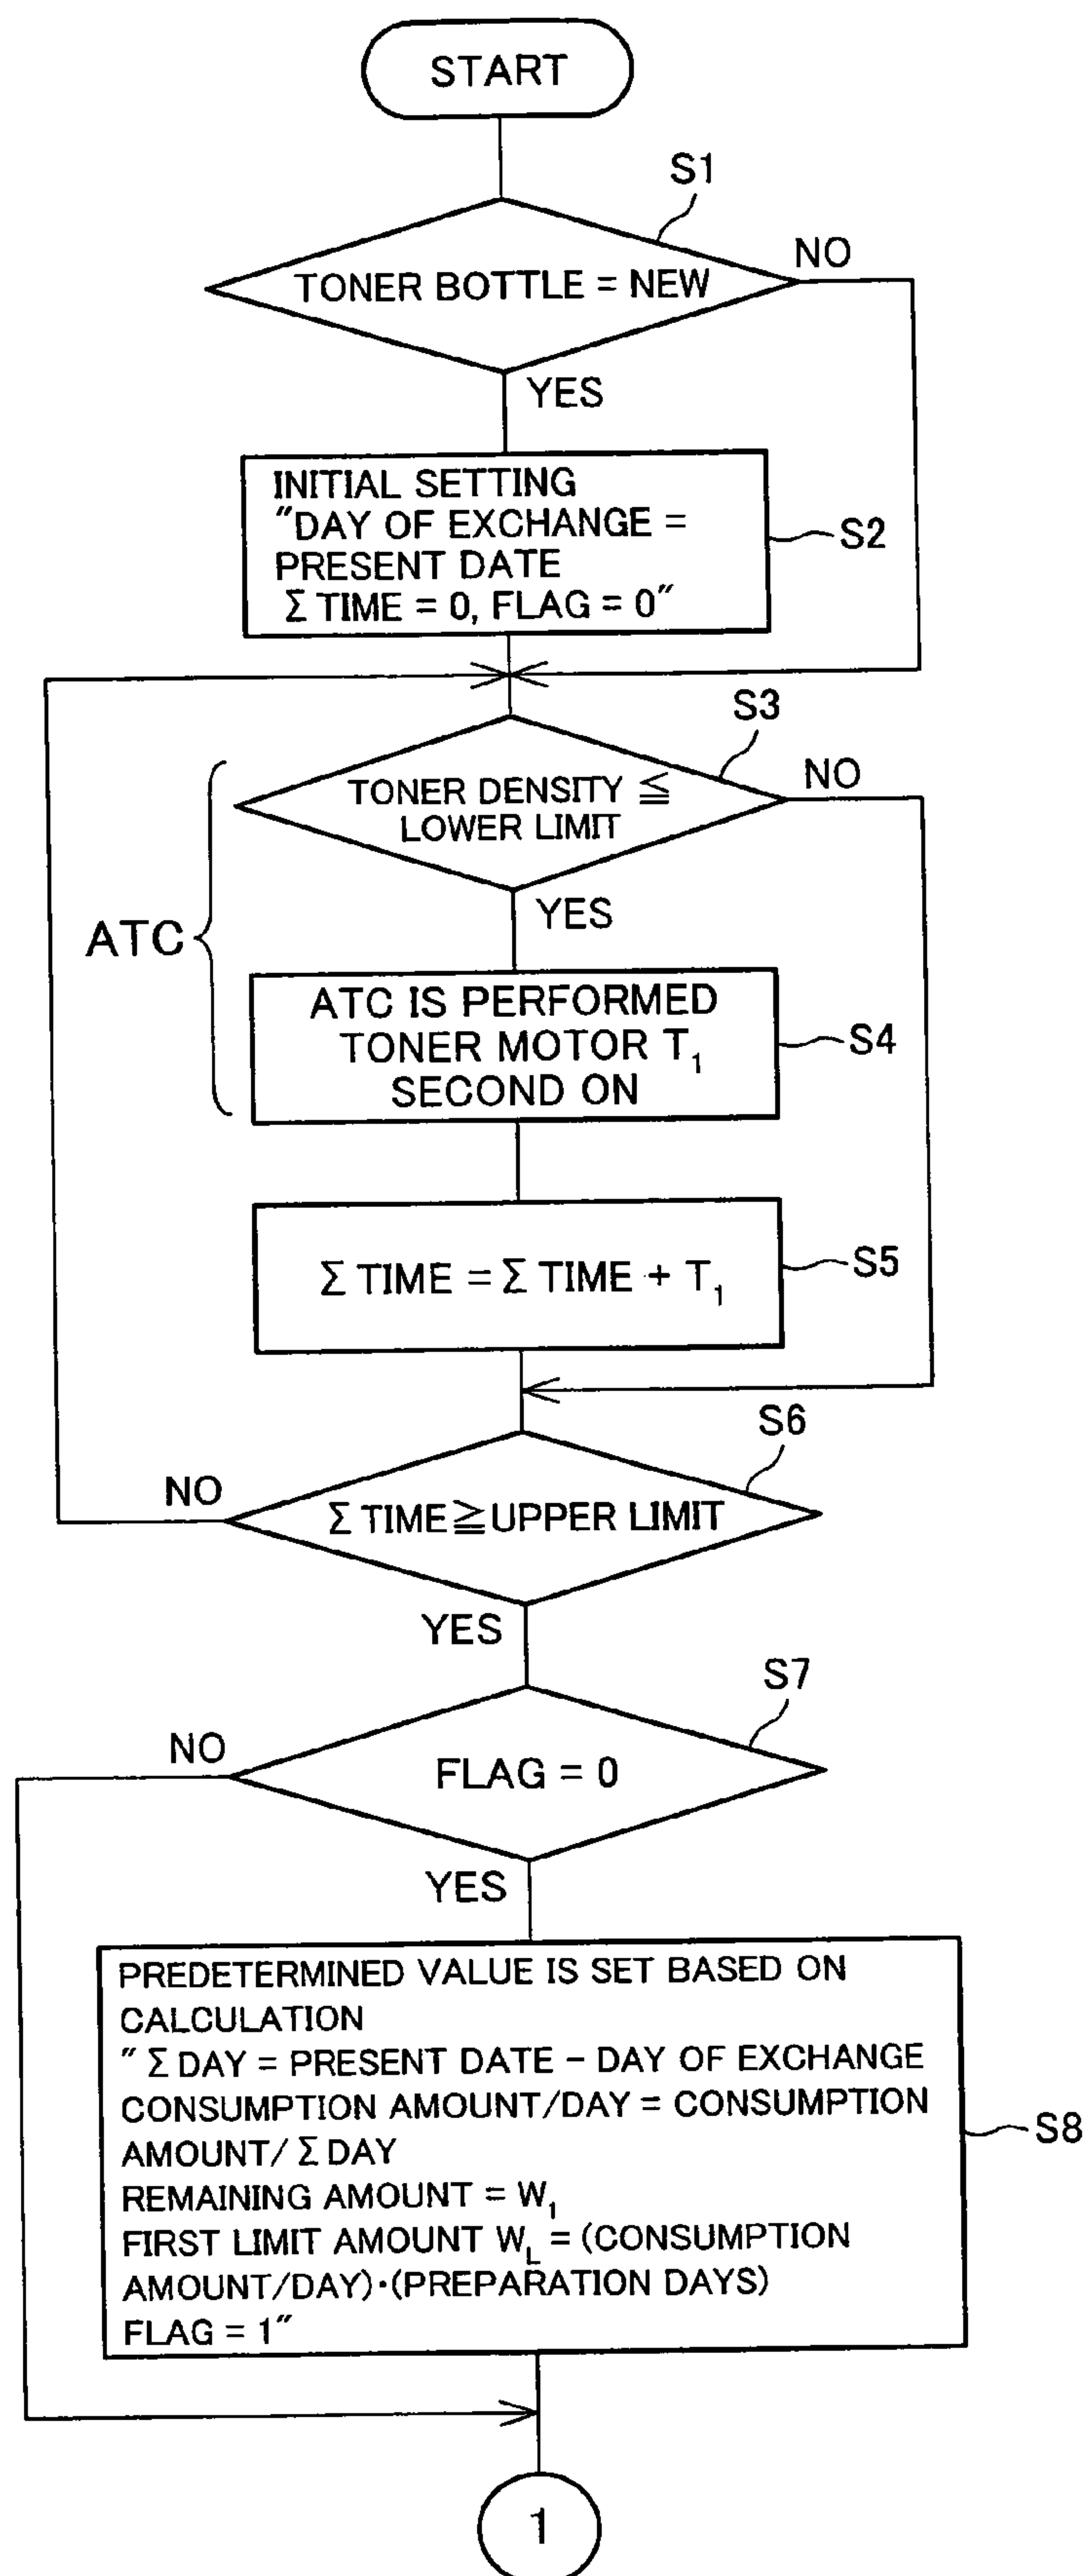 START
S1
NO
TONER BOTTLE = NEW
YES
INITIAL SETTING
"DAY OF EXCHANGE =
PRESENT DATE
Σ TIME = 0, FLAG = 0"
S2
S3
NO
TONER DENSITY ≦
LOWER LIMIT
YES
ATC
ATC IS PERFORMED
TONER MOTOR T₁
SECOND ON
S4
Σ TIME = Σ TIME + T₁
S5
S6
NO
Σ TIME ≧ UPPER LIMIT
YES
S7
NO
FLAG = 0
YES
PREDETERMINED VALUE IS SET BASED ON
CALCULATION
" Σ DAY = PRESENT DATE − DAY OF EXCHANGE
CONSUMPTION AMOUNT/DAY = CONSUMPTION
AMOUNT/ Σ DAY
REMAINING AMOUNT = W₁
FIRST LIMIT AMOUNT W_L = (CONSUMPTION
AMOUNT/DAY)·(PREPARATION DAYS)
FLAG = 1"
S8
1